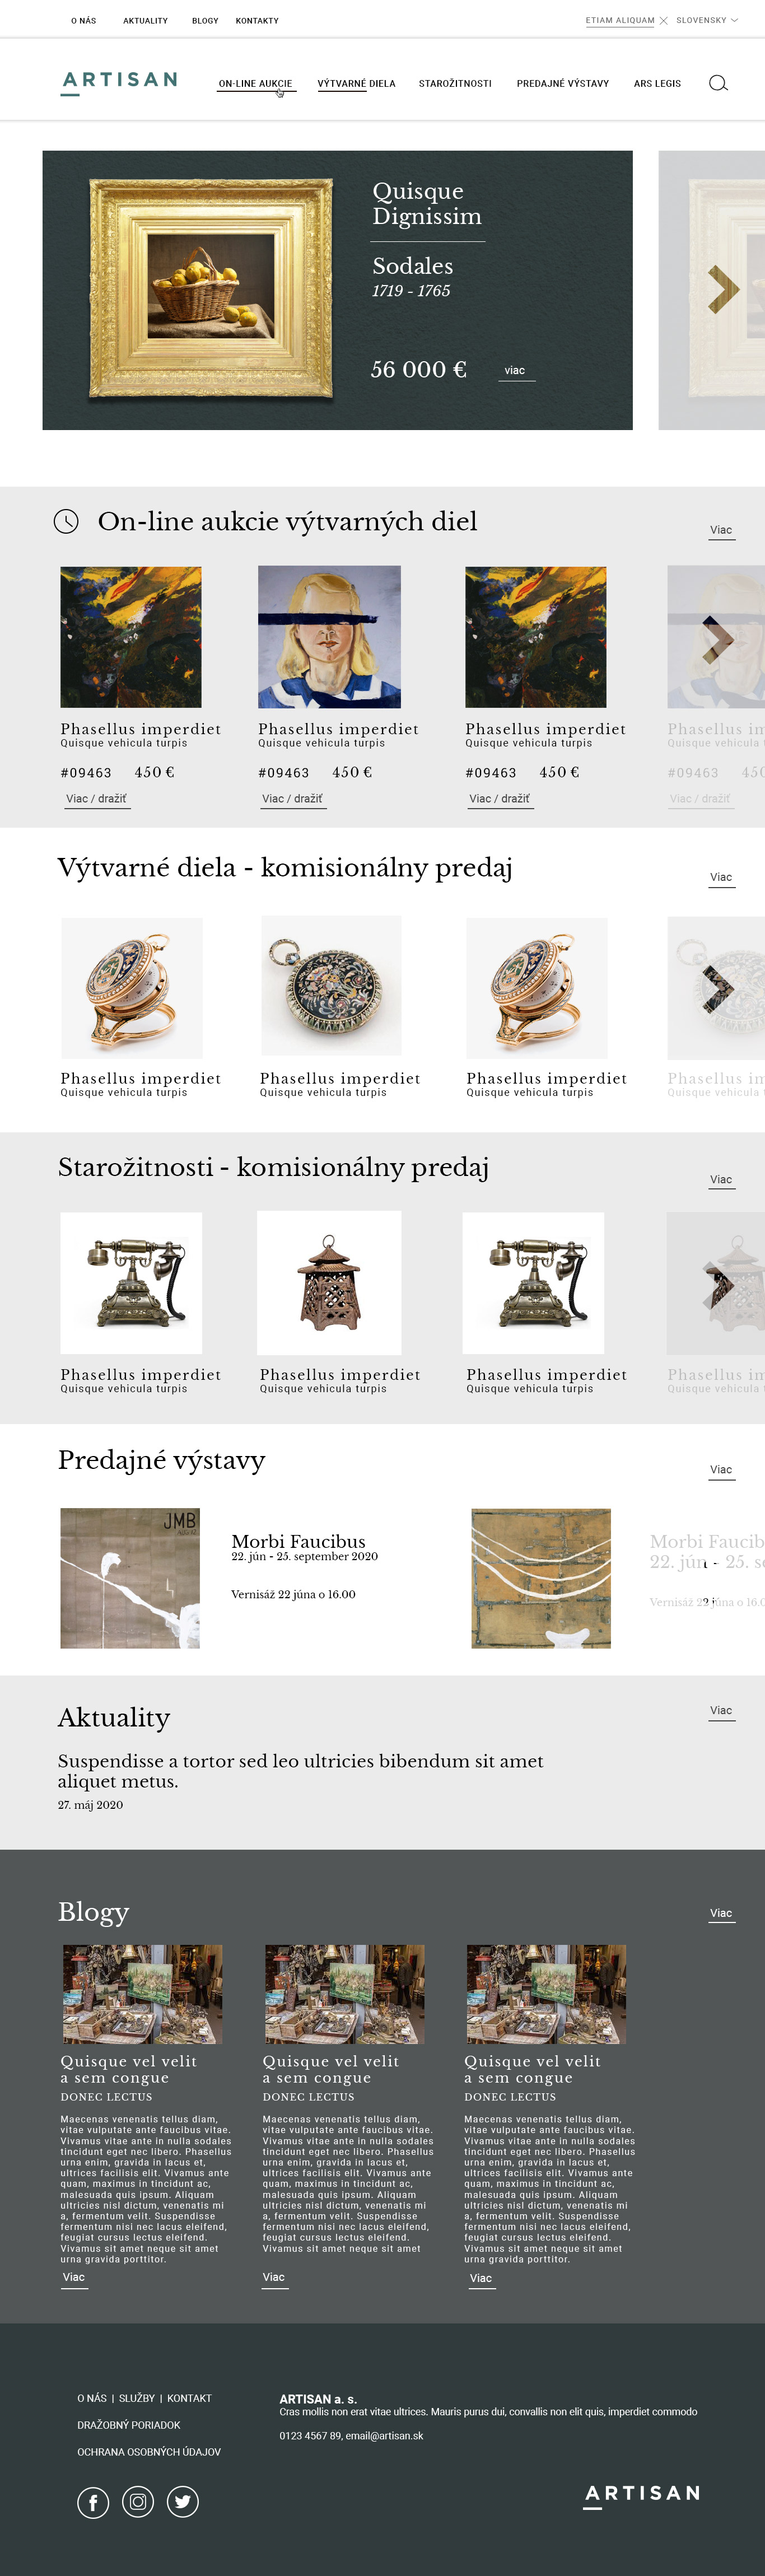 O NÁS AKTUALITY BLOGY KONTAKTY ETIAM ALIQUAM SLOVENSKY
ARTISAN ON-LINE AUKCIE VÝTVARNÉ DIELA STAROŽITNOSTI PREDAJNÉ VÝSTAVY ARS LEGIS
Quisque
Dignissim
Sodales
1719 - 1765
56 000 € viac
On-line aukcie výtvarných diel
Viac
Phasellus imperdiet Phasellus imperdiet Phasellus imperdiet Phasellus im
Quisque vehicula turpis Quisque vehicula turpis Quisque vehicula turpis Quisque vehicula t
#09463 450 € #09463 450 € #09463 450 € #09463 450
Viac / dražiť Viac / dražiť Viac / dražiť Viac / dražiť
Výtvarné diela - komisionálny predaj
Viac
Phasellus imperdiet Phasellus imperdiet Phasellus imperdiet Phasellus im
Quisque vehicula turpis Quisque vehicula turpis Quisque vehicula turpis Quisque vehicula t
Starožitnosti - komisionálny predaj
Viac
Phasellus imperdiet Phasellus imperdiet Phasellus imperdiet Phasellus im
Quisque vehicula turpis Quisque vehicula turpis Quisque vehicula turpis Quisque vehicula t
Predajné výstavy
Viac
JMB
Morbi Faucibus
22. jún - 25. september 2020
Vernisáž 22 júna o 16.00
Morbi Faucib
22. jún - 25. se
Vernisáž 22 júna o 16.0
Aktuality
Viac
Suspendisse a tortor sed leo ultricies bibendum sit amet
aliquet metus.
27. máj 2020
Blogy
Viac
Quisque vel velit
a sem congue
DONEC LECTUS
Maecenas venenatis tellus diam,
vitae vulputate ante faucibus vitae.
Vivamus vitae ante in nulla sodales
tincidunt eget nec libero. Phasellus
urna enim, gravida in lacus et,
ultrices facilisis elit. Vivamus ante
quam, maximus in tincidunt ac,
malesuada quis ipsum. Aliquam
ultricies nisl dictum, venenatis mi
a, fermentum velit. Suspendisse
fermentum nisi nec lacus eleifend,
feugiat cursus lectus eleifend.
Vivamus sit amet neque sit amet
urna gravida porttitor.
Viac
Quisque vel velit
a sem congue
DONEC LECTUS
Maecenas venenatis tellus diam,
vitae vulputate ante faucibus vitae.
Vivamus vitae ante in nulla sodales
tincidunt eget nec libero. Phasellus
urna enim, gravida in lacus et,
ultrices facilisis elit. Vivamus ante
quam, maximus in tincidunt ac,
malesuada quis ipsum. Aliquam
ultricies nisl dictum, venenatis mi
a, fermentum velit. Suspendisse
fermentum nisi nec lacus eleifend,
feugiat cursus lectus eleifend.
Vivamus sit amet neque sit amet
Viac
Quisque vel velit
a sem congue
DONEC LECTUS
Maecenas venenatis tellus diam,
vitae vulputate ante faucibus vitae.
Vivamus vitae ante in nulla sodales
tincidunt eget nec libero. Phasellus
urna enim, gravida in lacus et,
ultrices facilisis elit. Vivamus ante
quam, maximus in tincidunt ac,
malesuada quis ipsum. Aliquam
ultricies nisl dictum, venenatis mi
a, fermentum velit. Suspendisse
fermentum nisi nec lacus eleifend,
feugiat cursus lectus eleifend.
Vivamus sit amet neque sit amet
urna gravida porttitor.
Viac
O NÁS | SLUŽBY | KONTAKT
DRAŽOBNÝ PORIADOK
OCHRANA OSOBNÝCH ÚDAJOV
ARTISAN a. s.
Cras mollis non erat vitae ultrices. Mauris purus dui, convallis non elit quis, imperdiet commodo
0123 4567 89, email@artisan.sk
ARTISAN